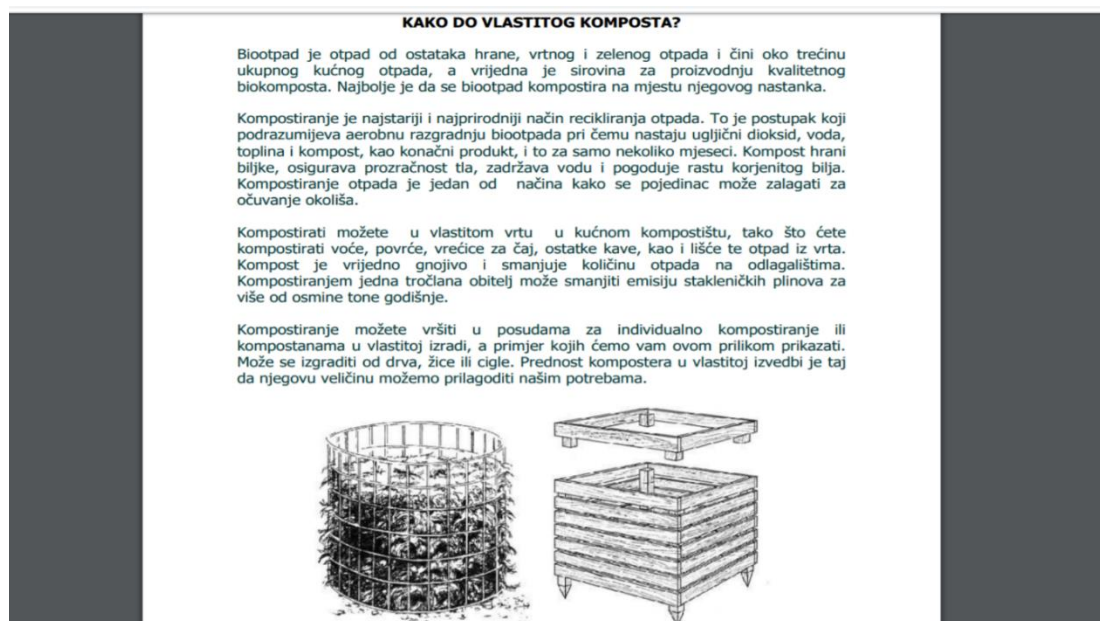 KAKO DO VLASTITOG KOMPOSTA?
Biootpad je otpad od ostataka hrane, vrtnog i zelenog otpada i čini oko trećinu
ukupnog kućnog otpada, a vrijedna je sirovina za proizvodnju kvalitetnog
biokomposta. Najbolje je da se biootpad kompostira na mjestu njegovog nastanka.
Kompostiranje je najstariji i najprirodniji način recikliranja otpada. To je postupak koji
podrazumijeva aerobnu razgradnju biootpada pri čemu nastaju ugljični dioksid, voda,
toplina i kompost, kao konačni produkt, i to za samo nekoliko mjeseci. Kompost hrani
biljke, osigurava prozračnost tla, zadržava vodu i pogoduje rastu korjenitog bilja.
Kompostiranje otpada je jedan od načina kako se pojedinac može zalagati za
očuvanje okoliša.
Kompostirati možete u vlastitom vrtu u kućnom kompostištu, tako što ćete
kompostirati voće, povrće, vrećice za čaj, ostatke kave, kao i lišće te otpad iz vrta.
Kompost je vrijedno gnojivo i smanjuje količinu otpada na odlagalištima.
Kompostiranjem jedna tročlana obitelj može smanjiti emisiju stakleničkih plinova za
više od osmine tone godišnje.
Kompostiranje možete vršiti u posudama za individualno kompostiranje ili
kompostanama u vlastitoj izradi, a primjer kojih ćemo vam ovom prilikom prikazati.
Može se izgraditi od drva, žice ili cigle. Prednost kompostera u vlastitoj izvedbi je taj
da njegovu veličinu možemo prilagoditi našim potrebama.